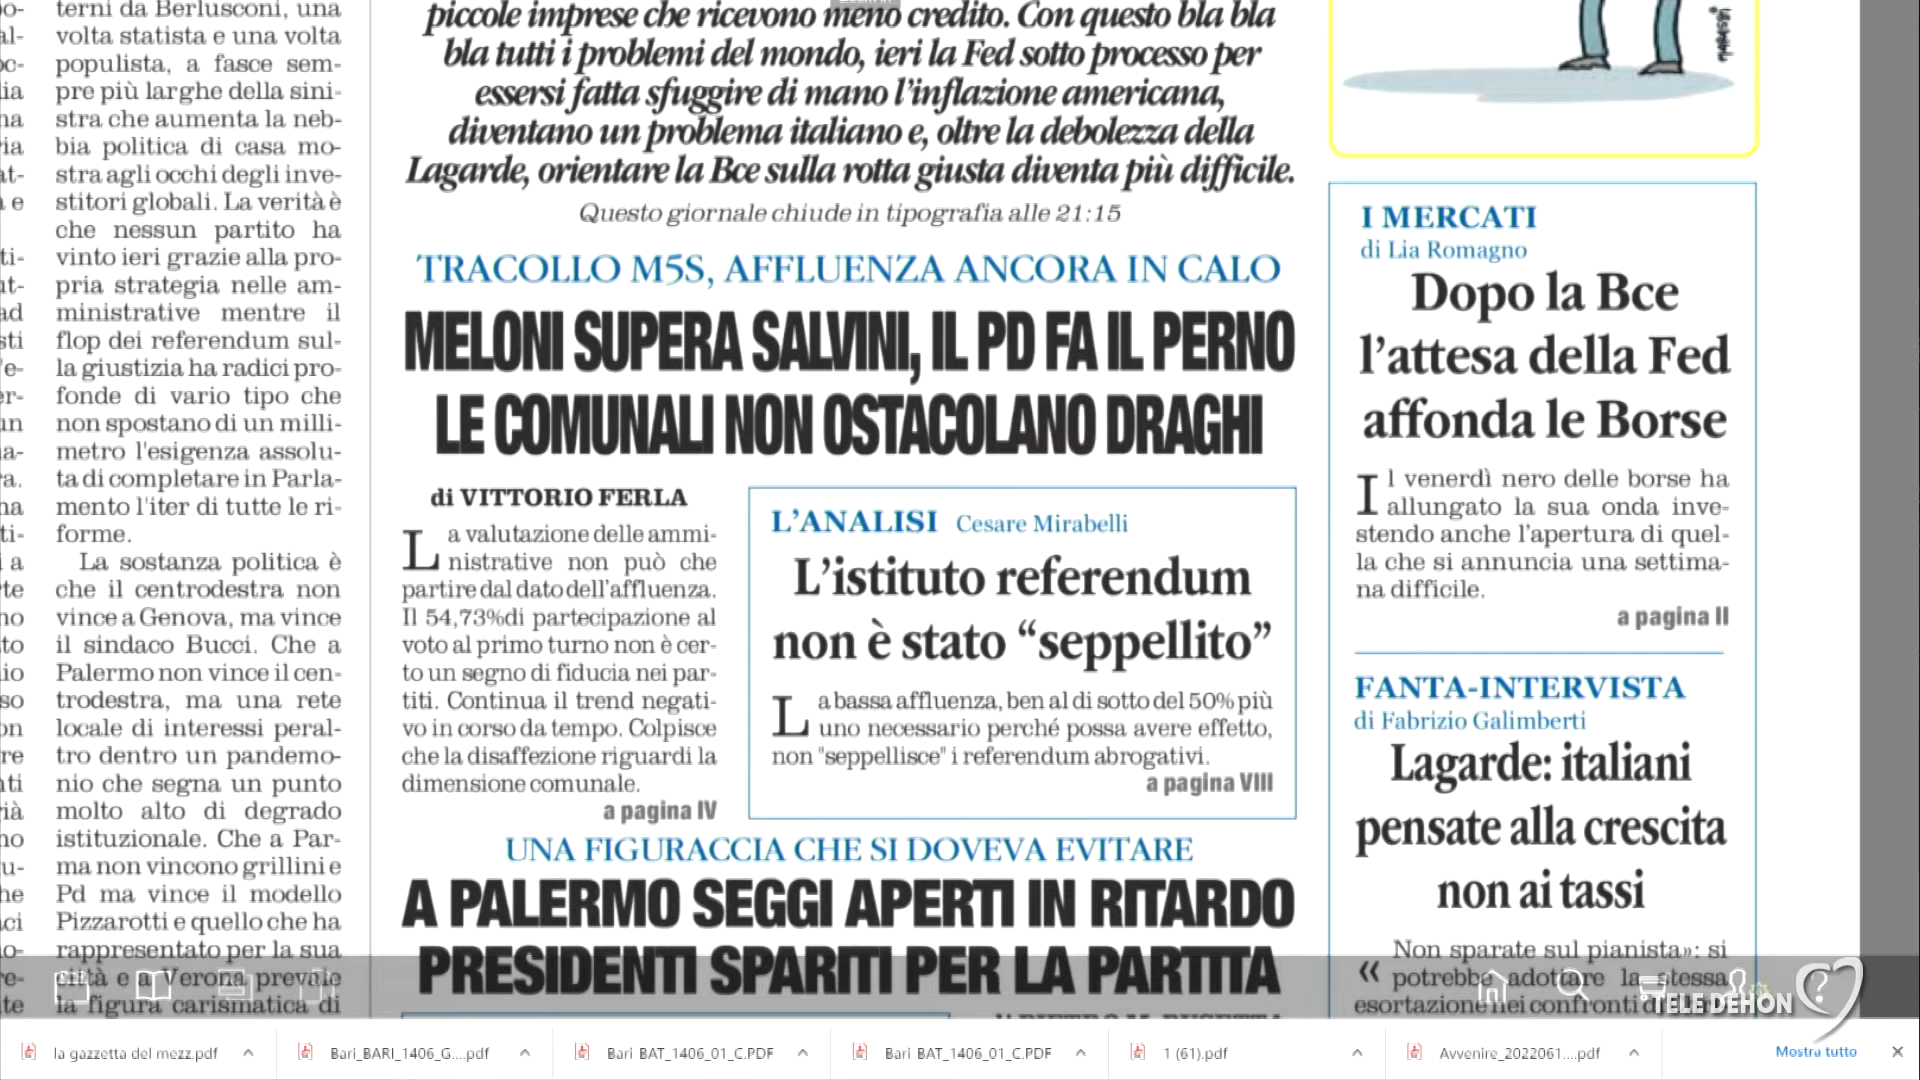 terni da Berlusconi, una
volta statista e una volta
populista, a fasce sem-
pre più larghe della sini-
stra che aumenta la neb-
bia politica di casa mo-
stra agli occhi degli inve-
stitori globali. La verità è
che nessun partito ha
vinto ieri grazie alla pro-
pria strategia nelle am-
ministrative mentre il
flop dei referendum sul-
la giustizia ha radici pro-
fonde di vario tipo che
non spostano di un milli-
metro l'esigenza assolu-
ta di completare in Parla-
mento l'iter di tutte le ri-
forme.
La sostanza politica è
che il centrodestra non
vince a Genova, ma vince
il sindaco Bucci. Che a
Palermo non vince il cen-
trodestra, ma una rete
locale di interessi peral-
tro dentro un pandemo-
nio che segna un punto
molto alto di degrado
istituzionale. Che a Par-
ma non vincono grillini e
Pd ma vince il modello
Pizzarotti e quello che ha
rappresentato per la sua
città e a Verona prevale
la figura carismatica di
piccole imprese che ricevono meno credito. Con questo bla bla
bla tutti i problemi del mondo, ieri la Fed sotto processo per
essersi fatta sfuggire di mano l'inflazione americana,
diventano un problema italiano e, oltre la debolezza della
Lagarde, orientare la Bce sulla rotta giusta diventa più difficile.
Questo giornale chiude in tipografia alle 21:15
TRACOLLO M5S, AFFLUENZA ANCORA IN CALO
MELONI SUPERA SALVINI, IL PD FA IL PERNO
LE COMUNALI NON OSTACOLANO DRAGHI
di VITTORIO FERLA
La valutazione delle ammi-
nistrative non può che
partire dal dato dell'affluenza.
Il 54,73%di partecipazione al
voto al primo turno non è cer-
to un segno di fiducia nei par-
titi. Continua il trend negati-
vo in corso da tempo. Colpisce
che la disaffezione riguardi la
dimensione comunale.
a pagina IV
L'ANALISI Cesare Mirabelli
L'istituto referendum
non è stato “seppellito”
La bassa affluenza, ben al di sotto del 50% più
uno necessario perché possa avere effetto,
non "seppellisce" i referendum abrogativi.
a pagina VIII
UNA FIGURACCIA CHE SI DOVEVA EVITARE
A PALERMO SEGGI APERTI IN RITARDO
PRESIDENTI SPARITI PER LA PARTITA
I MERCATI
di Lia Romagno
Dopo la Bce
l'attesa della Fed
affonda le Borse
Il venerdì nero delle borse ha
allungato la sua onda inve-
stendo anche l'apertura di quel-
la che si annuncia una settima-
na difficile.
a pagina II
FANTA-INTERVISTA
di Fabrizio Galimberti
Lagarde: italiani
pensate alla crescita
non ai tassi
« Non sparate sul pianista»: si
potrebbe adottare la stessa
esortazione nei confronti
TELE DEHON
la gazzetta del mezz.pdf
Bari_BARI_1406_G....pdf
Bari BAT_1406_01_C.PDF
Bari BAT_1406_01_C.PDF
1 (61).pdf
Avvenire_2022061....pdf
Mostra tutto